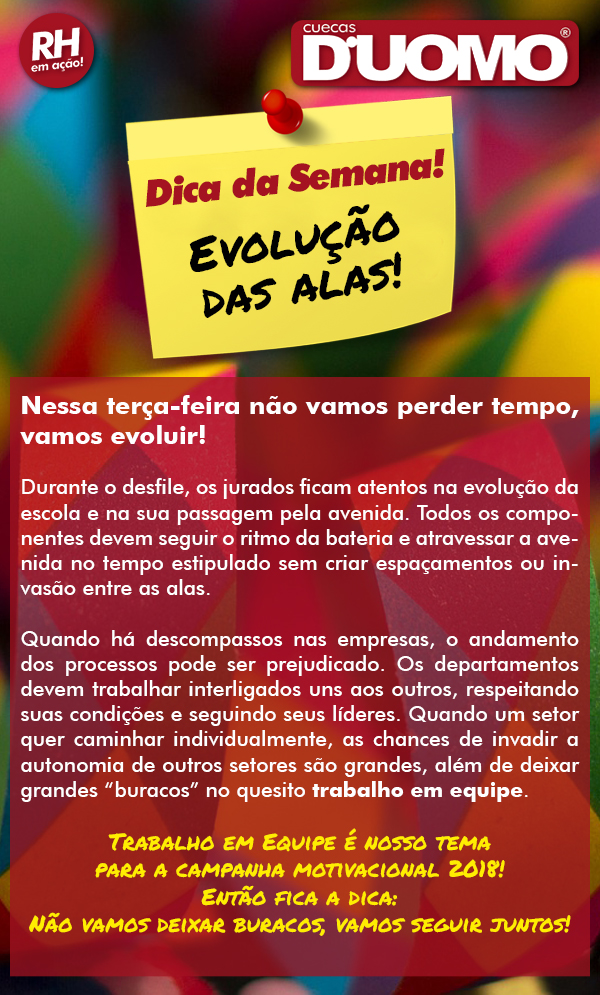 RH
em ação!
cuecas
D'UOMO®
Dica da Semana!
Evolução
das alas!
Nessa terça-feira não vamos perder tempo,
vamos evoluir!
Durante o desfile, os jurados ficam atentos na evolução da
escola e na sua passagem pela avenida. Todos os compo-
nentes devem seguir o ritmo da bateria e atravessar a ave-
nida no tempo estipulado sem criar espaçamentos ou in-
vasão entre as alas.
Quando há descompassos nas empresas, o andamento
dos processos pode ser prejudicado. Os departamentos
devem trabalhar interligados uns aos outros, respeitando
suas condições e seguindo seus líderes. Quando um setor
quer caminhar individualmente, as chances de invadir a
autonomia de outros setores são grandes, além de deixar
grandes “buracos” no quesito trabalho em equipe.
Trabalho em Equipe é nosso tema
para a campanha motivacional 2018!
Então fica a dica:
Não vamos deixar buracos, vamos seguir juntos!